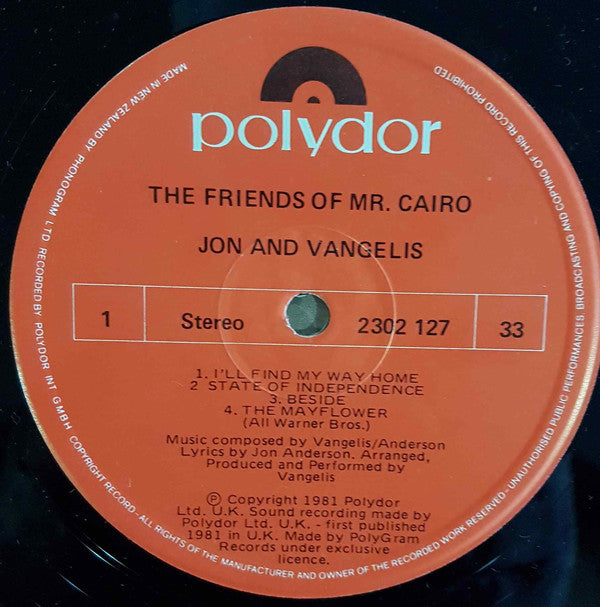 polydor
THE FRIENDS OF MR. CAIRO
JON AND VANGELIS
1 Stereo 2302 127 33
1. I'LL FIND MY WAY HOME
2 STATE OF INDEPENDENCE
3. BESIDE
4. THE MAYFLOWER
(All Warner Bros.)
Music composed by Vangelis/Anderson
Lyrics by Jon Anderson. Arranged,
Produced and Performed by
Vangelis
Ⓟ Copyright 1981 Polydor
Ltd. U.K. Sound recording made by
Polydor Ltd. U.K. - first published
1981 in U.K. Made by PolyGram
Records under exclusive
licence.
MADE IN NEW ZEALAND BY PHONOGRAM LTD. RECORDED BY POLYDOR INT GMBH COPYRIGHT RECORD - ALL RIGHTS OF THE MANUFACTURER AND OWNER OF THE RECORDED WORK RESERVED - UNAUTHORISED PUBLIC PERFORMANCES, BROADCASTING AND COPYING OF THIS RECORD PROHIBITED